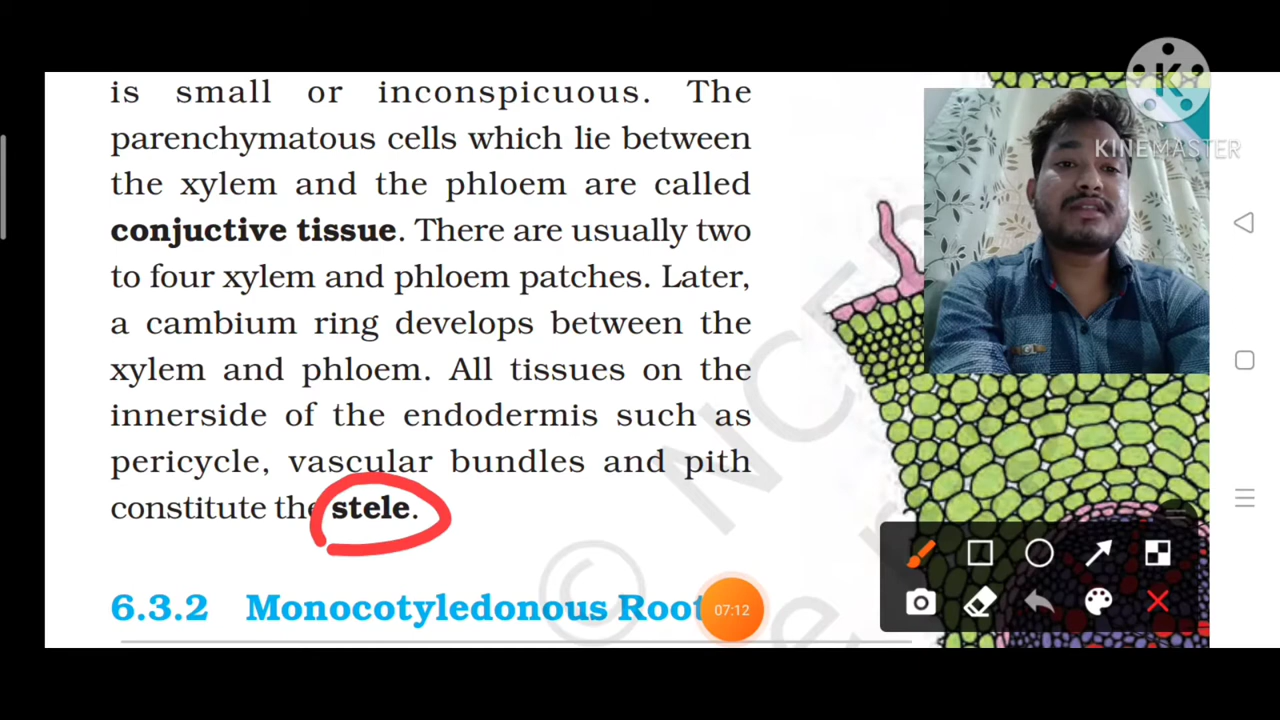 is small or inconspicuous. The
parenchymatous cells which lie between
the xylem and the phloem are called
conjuctive tissue. There are usually two
to four xylem and phloem patches. Later,
a cambium ring develops between the
xylem and phloem. All tissues on the
innerside of the endodermis such as
pericycle, vascular bundles and pith
constitute the stele.
6.3.2 Monocotyledonous Root
07:12
K
KINEMASTER
© NCE